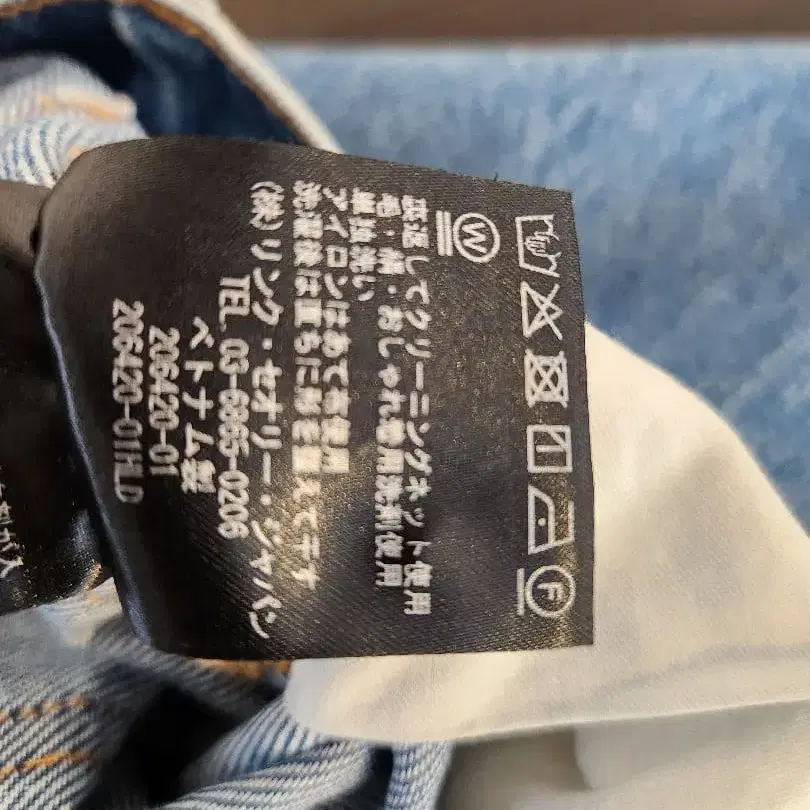 F
W
裏返してクリーニングネット使用
毛・絹・おしゃれ着用洗剤使用
単独洗い
アイロンはあて布使用
洗濯後は直ちに形を整えて干す
(株)リンク・セオリー・ジャパン
TEL. 03-6865-0206
ベトナム製
206420-01
206420-01HLD